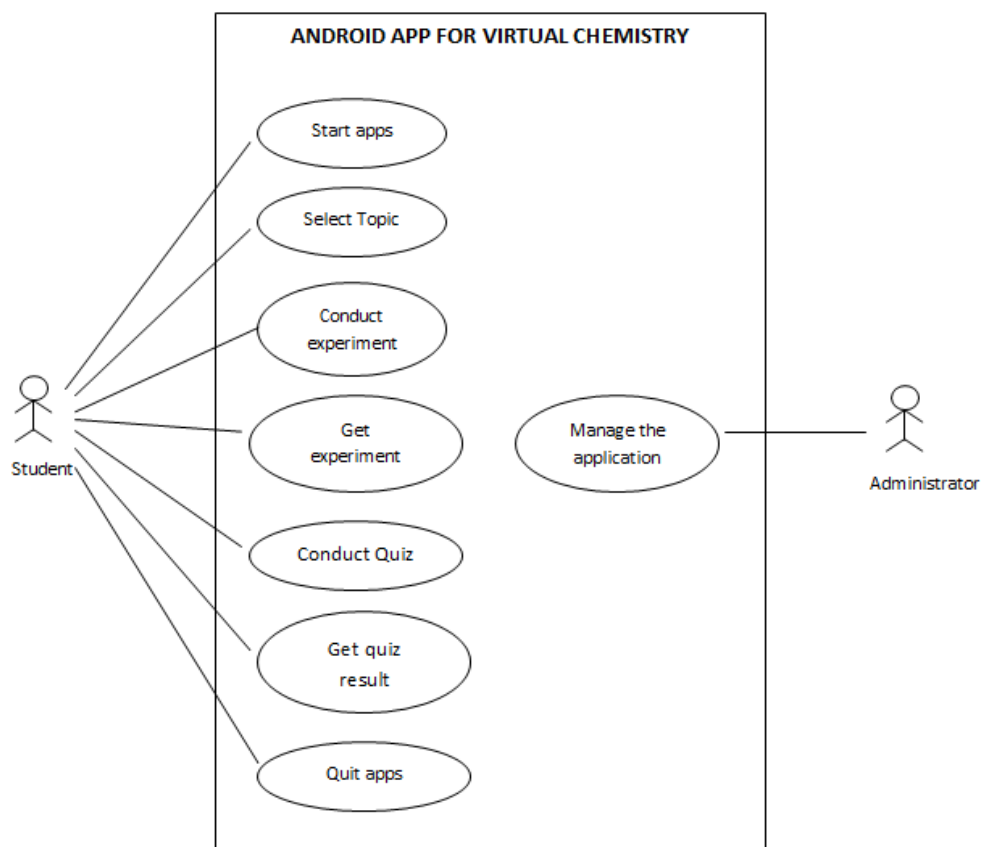 ANDROID APP FOR VIRTUAL CHEMISTRY
Start apps
Select Topic
Conduct
experiment
Get
experiment
Manage the
application
Student
Administrator
Conduct Quiz
Get quiz
result
Quit apps